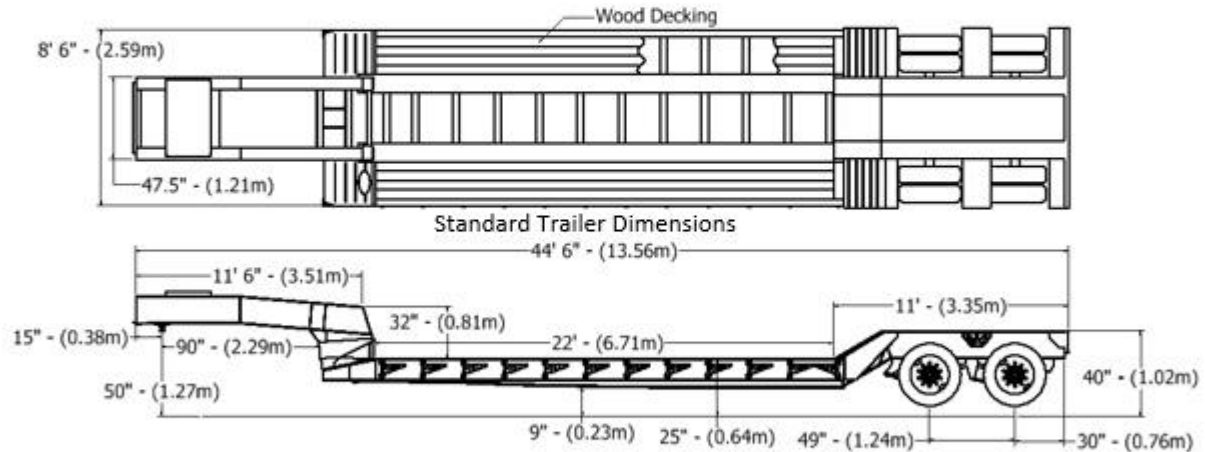 Wood Decking
8' 6" - (2.59m)
47.5" - (1.21m)
Standard Trailer Dimensions
44' 6" - (13.56m)
11' 6" - (3.51m)
11' - (3.35m)
32" - (0.81m)
15" - (0.38m)
90" - (2.29m)
22' - (6.71m)
50" - (1.27m)
40" - (1.02m)
9" - (0.23m)
25" - (0.64m)
49" - (1.24m)
30" - (0.76m)